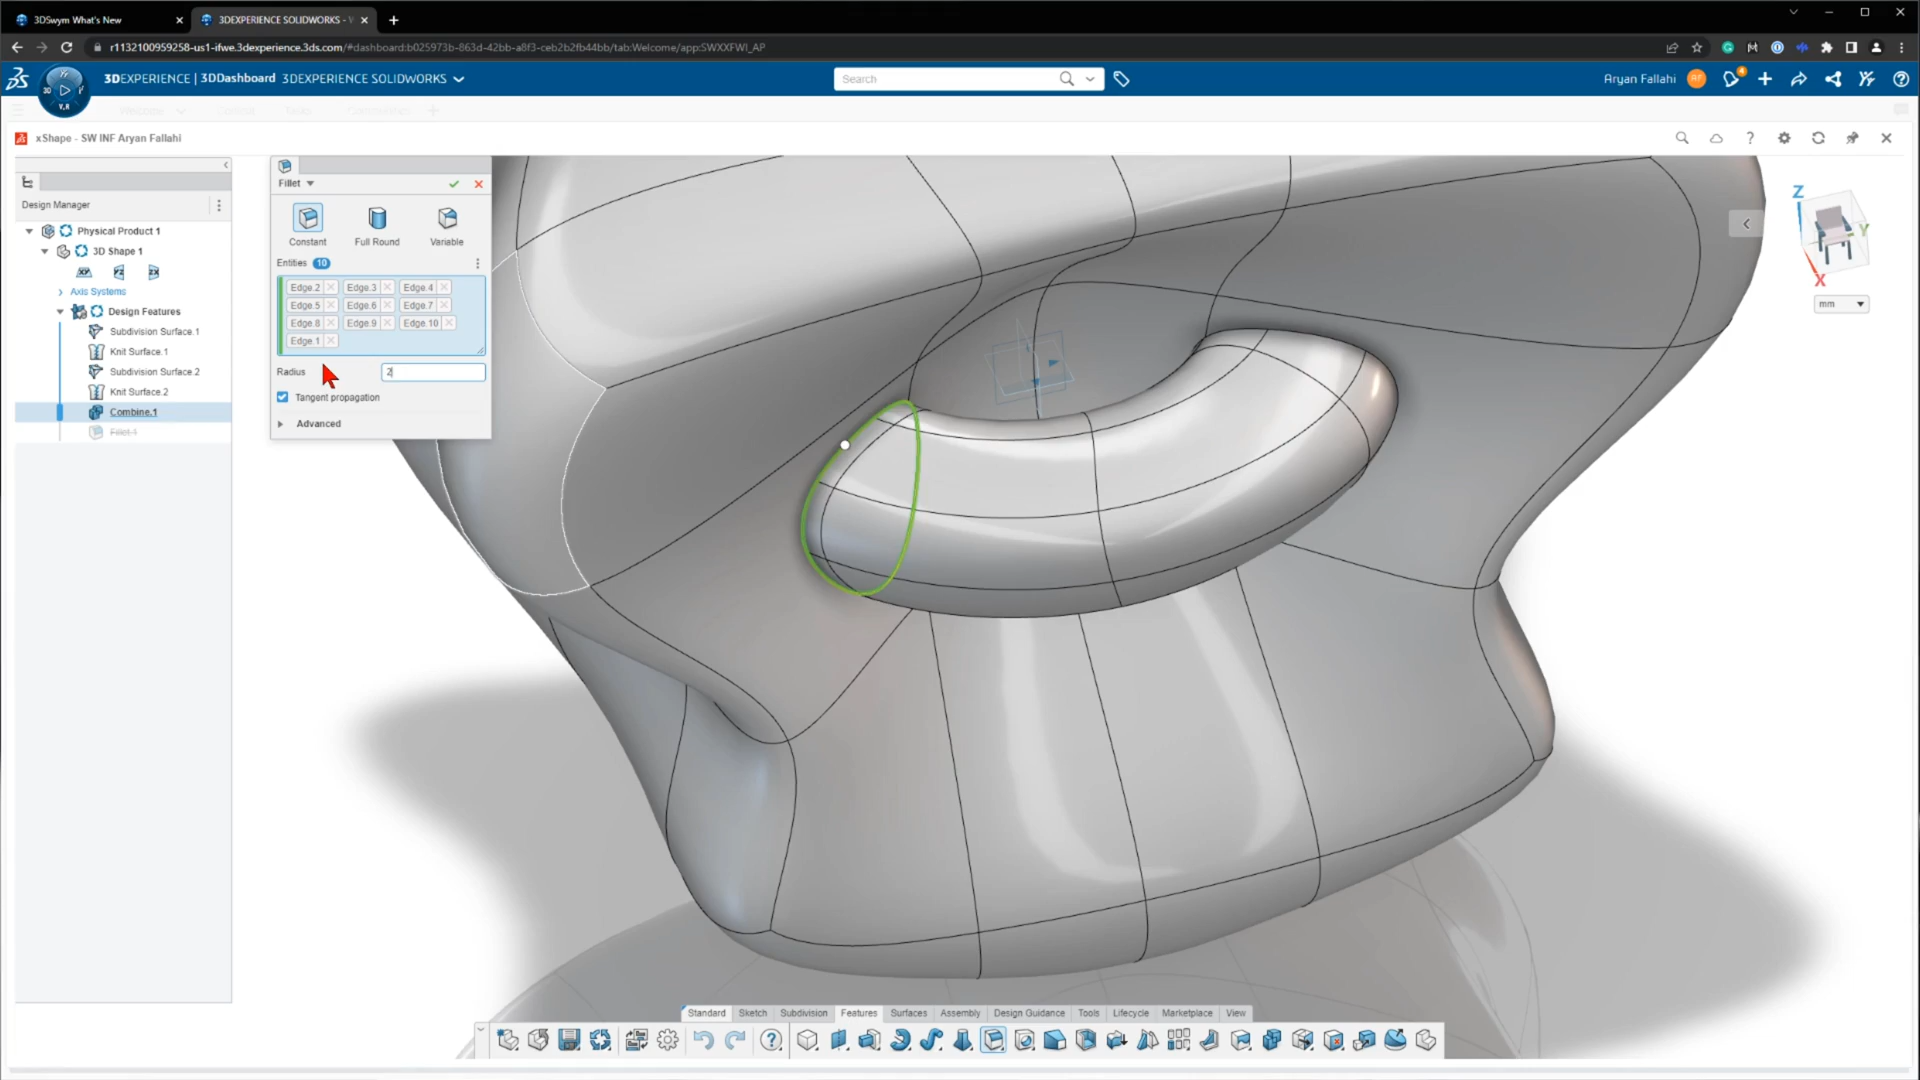 3DSwym What's New
3DEXPERIENCE SOLIDWORKS -
r1132100959258-us1-ifwe.3dexperience.3ds.com/#dashboard:b025973b-863d-42bb-a8f3-ceb2b2fb44bb/tab:Welcome/app:SWXXFWI_AP
3DEXPERIENCE | 3DDashboard 3DEXPERIENCE SOLIDWORKS
Search
Aryan Fallahi
3D
V.R
xShape - SW INF Aryan Fallahi
Design Manager
Physical Product 1
3D Shape 1
XY YZ ZX
Axis Systems
Design Features
Subdivision Surface.1
Knit Surface.1
Subdivision Surface.2
Knit Surface.2
Combine.1
Fillet.1
Fillet
Constant Full Round Variable
Entities 10
Edge.2 Edge.3 Edge.4
Edge.5 Edge.6 Edge.7
Edge.8 Edge.9 Edge.10
Edge.1
Radius 2
Tangent propagation
Advanced
Z
Y
X
mm
Standard Sketch Subdivision Features Surfaces Assembly Design Guidance Tools Lifecycle Marketplace View